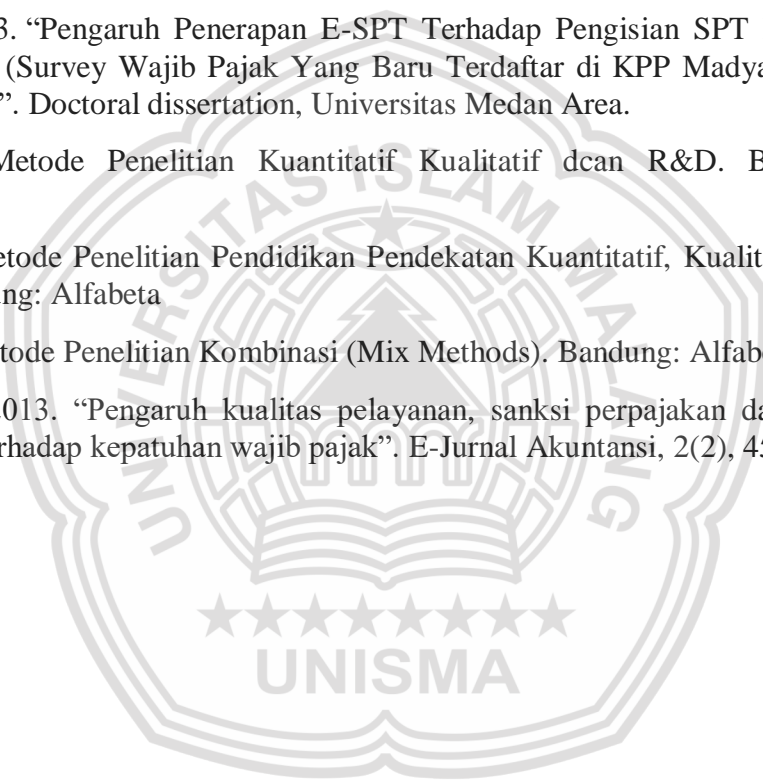 3. “Pengaruh Penerapan E-SPT Terhadap Pengisian SPT
(Survey Wajib Pajak Yang Baru Terdaftar di KPP Madya
”. Doctoral dissertation, Universitas Medan Area.
Metode Penelitian Kuantitatif Kualitatif dcan R&D. B
etode Penelitian Pendidikan Pendekatan Kuantitatif, Kualit
ung: Alfabeta
tode Penelitian Kombinasi (Mix Methods). Bandung: Alfab
013. “Pengaruh kualitas pelayanan, sanksi perpajakan da
rhadap kepatuhan wajib pajak”. E-Jurnal Akuntansi, 2(2), 45
UNIVERSITAS ISLAM MALANG
UNISMA